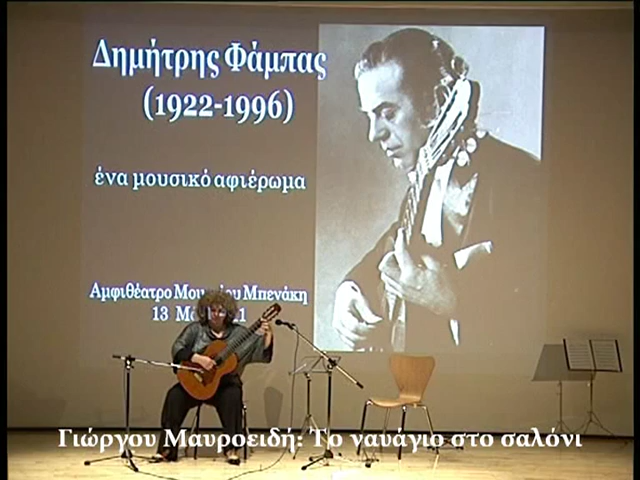 Δημήτρης Φάμπας
(1922-1996)
ένα μουσικό αφιέρωμα
Αμφιθέατρο Μπενάκη
13
Γιώργου Μαυροειδή: Το ναυάγιο στο σαλόνι